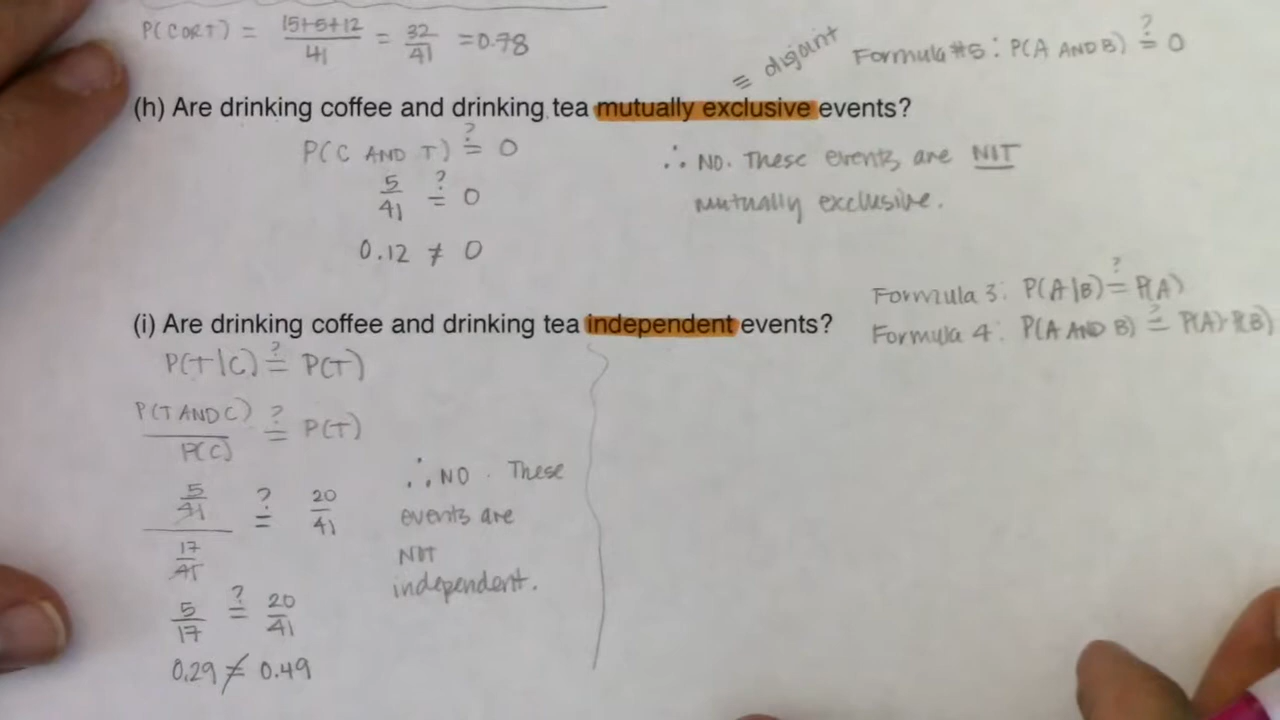 P(C OR T) = 15+5+12/41 = 32/41 = 0.78
≡ disjoint
Formula #5: P(A AND B) ?= 0
(h) Are drinking coffee and drinking tea mutually exclusive events?
P(C AND T) ?= 0
5/41 ?= 0
0.12 ≠ 0
∴ NO. These events are NOT
mutually exclusive.
Formula 3: P(A|B) ?= P(A)
Formula 4: P(A AND B) ?= P(A)·P(B)
(i) Are drinking coffee and drinking tea independent events?
P(T|C) ?= P(T)
P(T AND C)/P(C) ?= P(T)
5/41 / 17/41 ?= 20/41
5/17 ?= 20/41
0.29 ≠ 0.49
∴ NO. These
events are
NOT
independent.